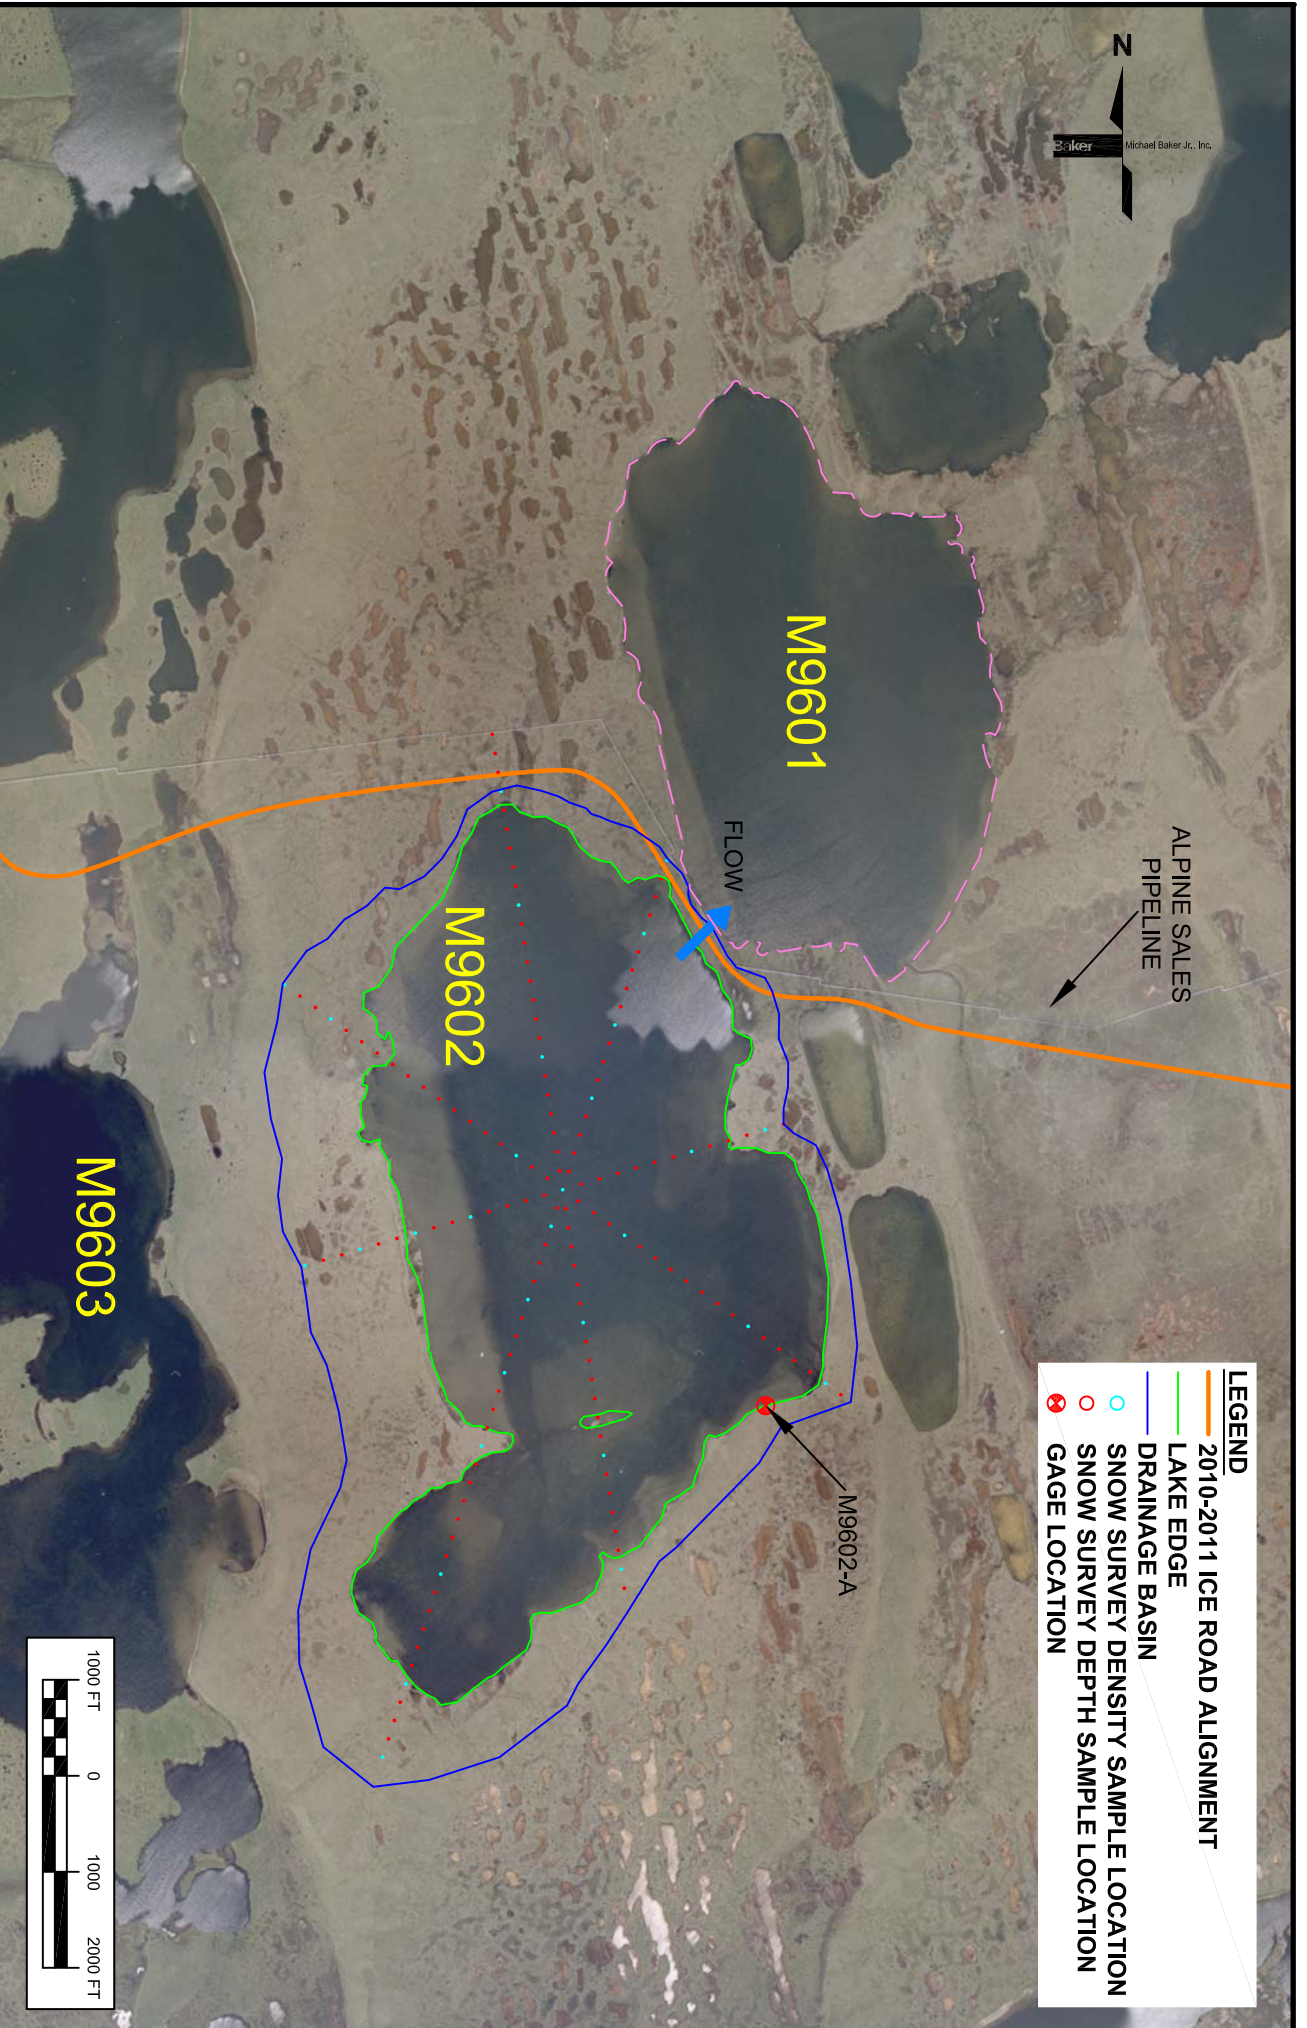 N
Baker
Michael Baker Jr., Inc.
M9601
FLOW
ALPINE SALES
PIPELINE
M9602
M9603
M9602-A
LEGEND
2010-2011 ICE ROAD ALIGNMENT
LAKE EDGE
DRAINAGE BASIN
SNOW SURVEY DENSITY SAMPLE LOCATION
SNOW SURVEY DEPTH SAMPLE LOCATION
GAGE LOCATION
1000 FT 0 1000 2000 FT